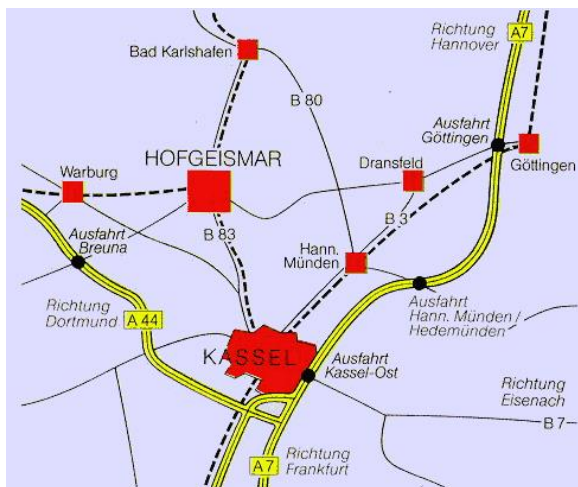 Richtung
Hannover
A7
Bad Karlshafen
B 80
Ausfahrt
Göttingen
HOFGEISMAR
Dransfeld
Göttingen
Warburg
B 3
Ausfahrt
Breuna
B 83
Hann.
Münden
Richtung
Dortmund
A 44
Ausfahrt
Hann. Münden /
Hedemünden
KASSEL
Ausfahrt
Kassel-Ost
Richtung
Eisenach
B 7
A 7
Richtung
Frankfurt